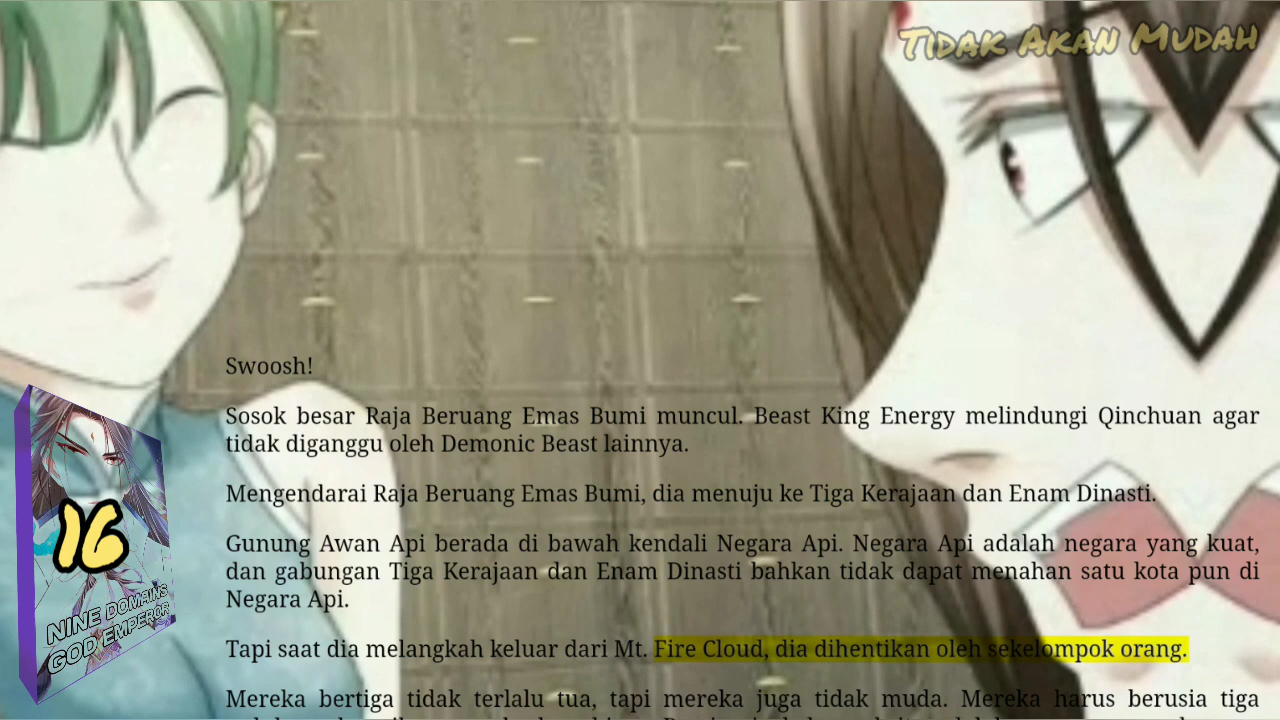 Tidak Akan Mudah
Swoosh!
Sosok besar Raja Beruang Emas Bumi muncul. Beast King Energy melindungi Qinchuan agar
tidak diganggu oleh Demonic Beast lainnya.
Mengendarai Raja Beruang Emas Bumi, dia menuju ke Tiga Kerajaan dan Enam Dinasti.
Gunung Awan Api berada di bawah kendali Negara Api. Negara Api adalah negara yang kuat,
dan gabungan Tiga Kerajaan dan Enam Dinasti bahkan tidak dapat menahan satu kota pun di
Negara Api.
Tapi saat dia melangkah keluar dari Mt. Fire Cloud, dia dihentikan oleh sekelompok orang.
Mereka bertiga tidak terlalu tua, tapi mereka juga tidak muda. Mereka harus berusia tiga
16
NINE DOMAINS
GOD EMPEROR